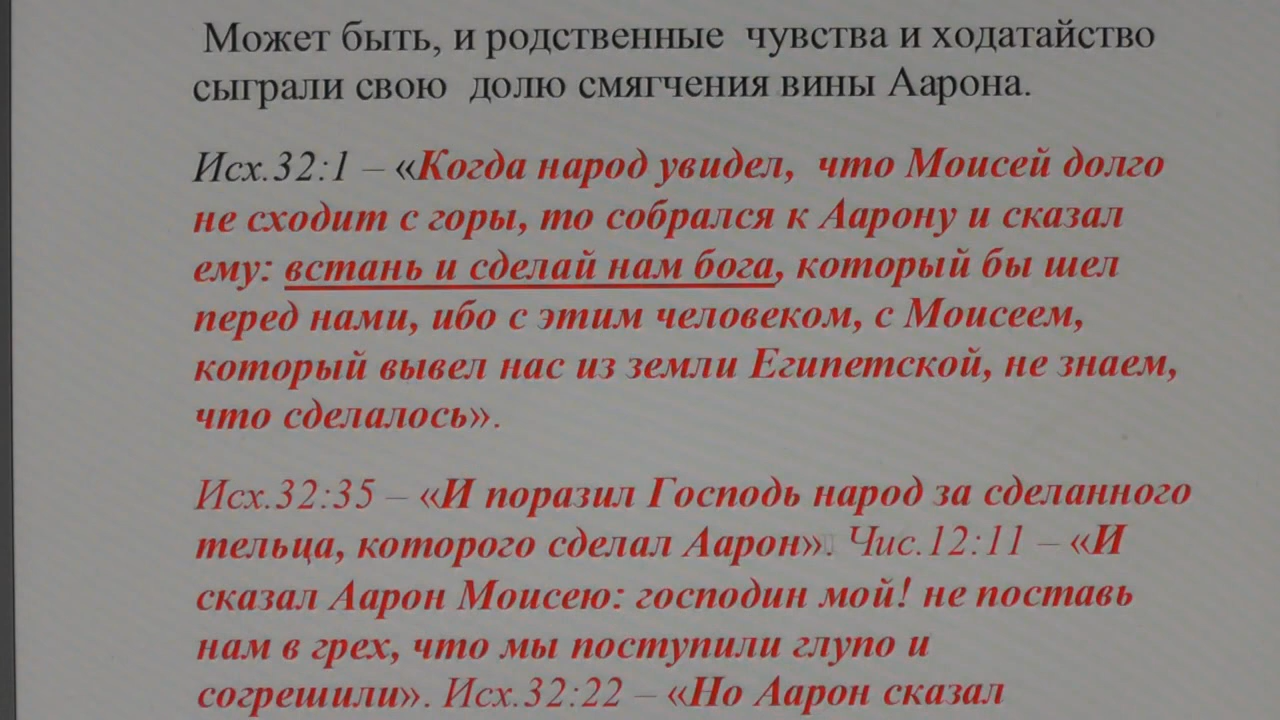 Может быть, и родственные чувства и ходатайство
сыграли свою долю смягчения вины Аарона.
Исх.32:1 – «Когда народ увидел, что Моисей долго
не сходит с горы, то собрался к Аарону и сказал
ему: встань и сделай нам бога, который бы шел
перед нами, ибо с этим человеком, с Моисеем,
который вывел нас из земли Египетской, не знаем,
что сделалось».
Исх.32:35 – «И поразил Господь народ за сделанного
тельца, которого сделал Аарон». Чис.12:11 – «И
сказал Аарон Моисею: господин мой! не поставь
нам в грех, что мы поступили глупо и
согрешили». Исх.32:22 – «Но Аарон сказал